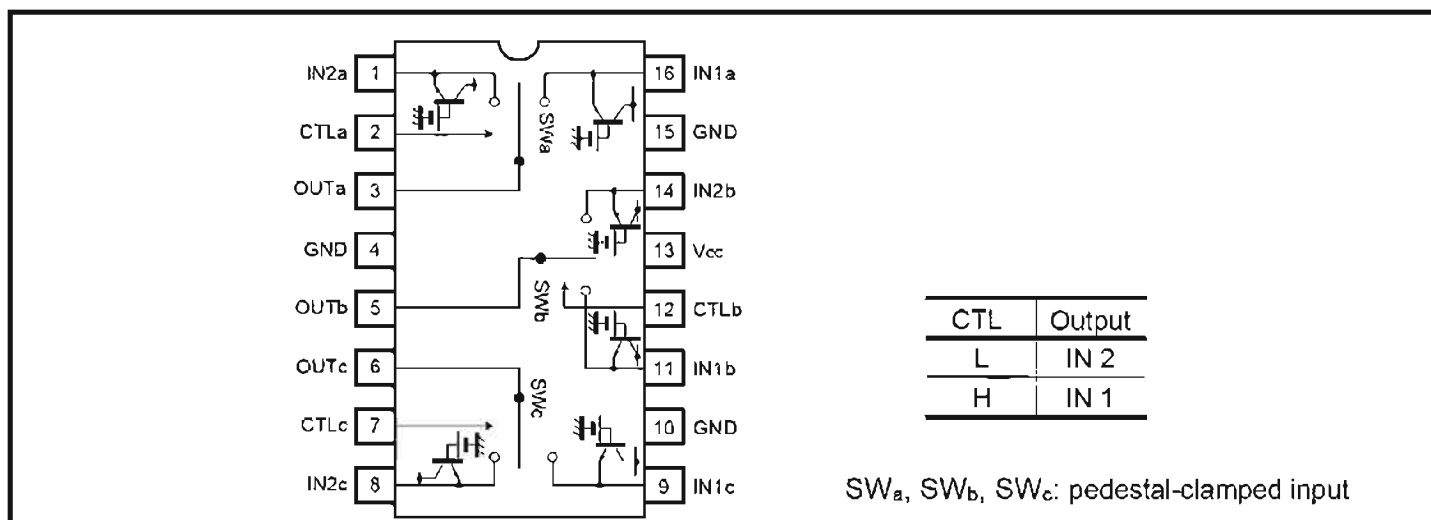 IN2a 1 16 IN1a
CTLa 2 15 GND
SWa
OUTa 3 14 IN2b
GND 4 13 Vcc
OUTb 5 12 CTLb
SWb
OUTc 6 11 IN1b
SWc
CTLc 7 10 GND
IN2c 8 9 IN1c
CTL Output
L IN 2
H IN 1
SWa, SWb, SWc: pedestal-clamped input